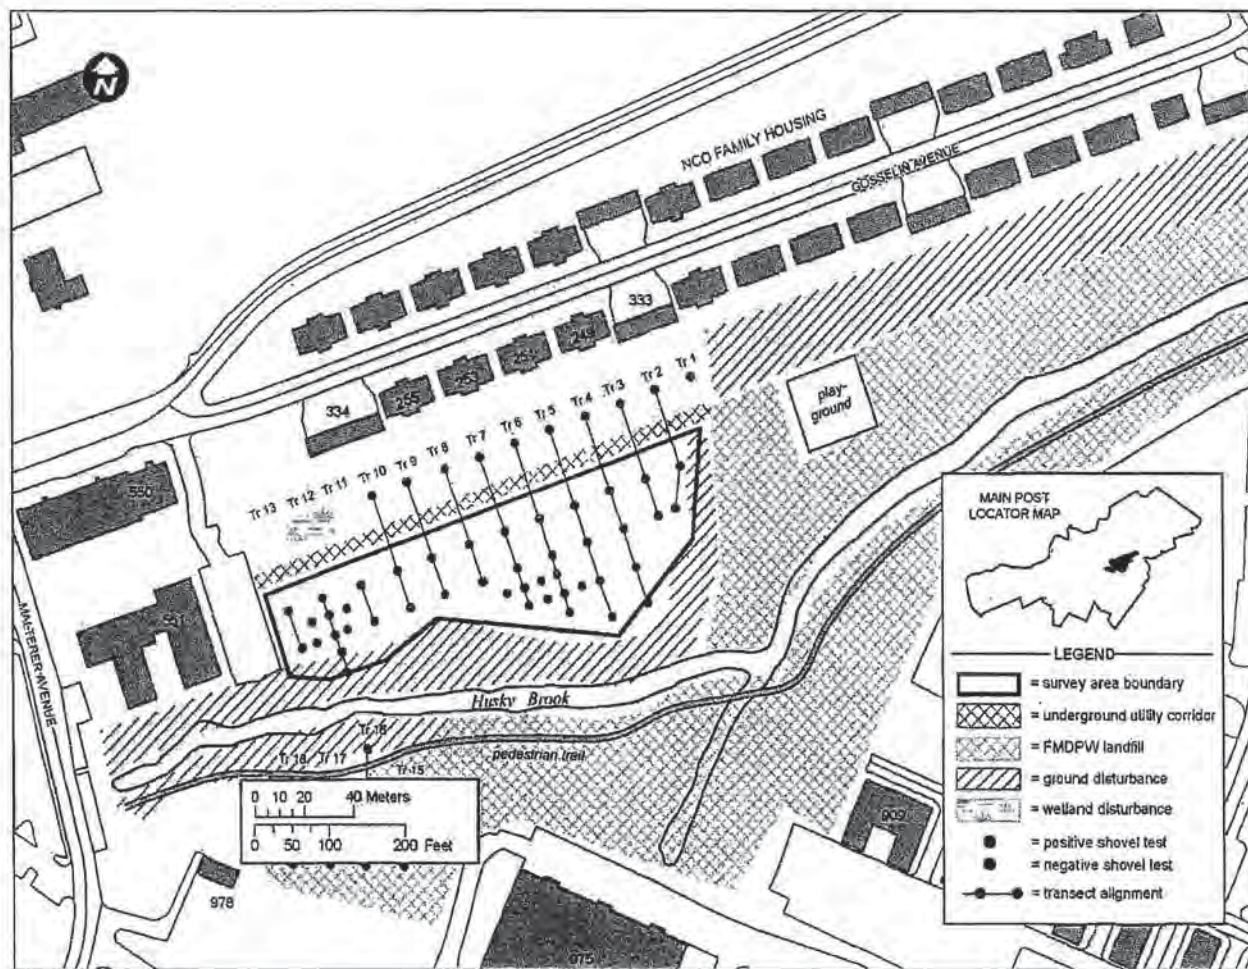 N
NCO FAMILY HOUSING
GOSSELIN AVENUE
333
249
251
253
255
334
play-
ground
Tr 1
Tr 2
Tr 3
Tr 4
Tr 5
Tr 6
Tr 7
Tr 8
Tr 9
Tr 10
Tr 11
Tr 12
Tr 13
550
551
Husky Brook
pedestrian trail
Tr 16
Tr 18
Tr 17
Tr 15
0 10 20 40 Meters
0 50 100 200 Feet
978
975
909
MAIN POST
LOCATOR MAP
LEGEND
= survey area boundary
= underground utility corridor
= FMDPW landfill
= ground disturbance
= wetland disturbance
= positive shovel test
= negative shovel test
= transect alignment